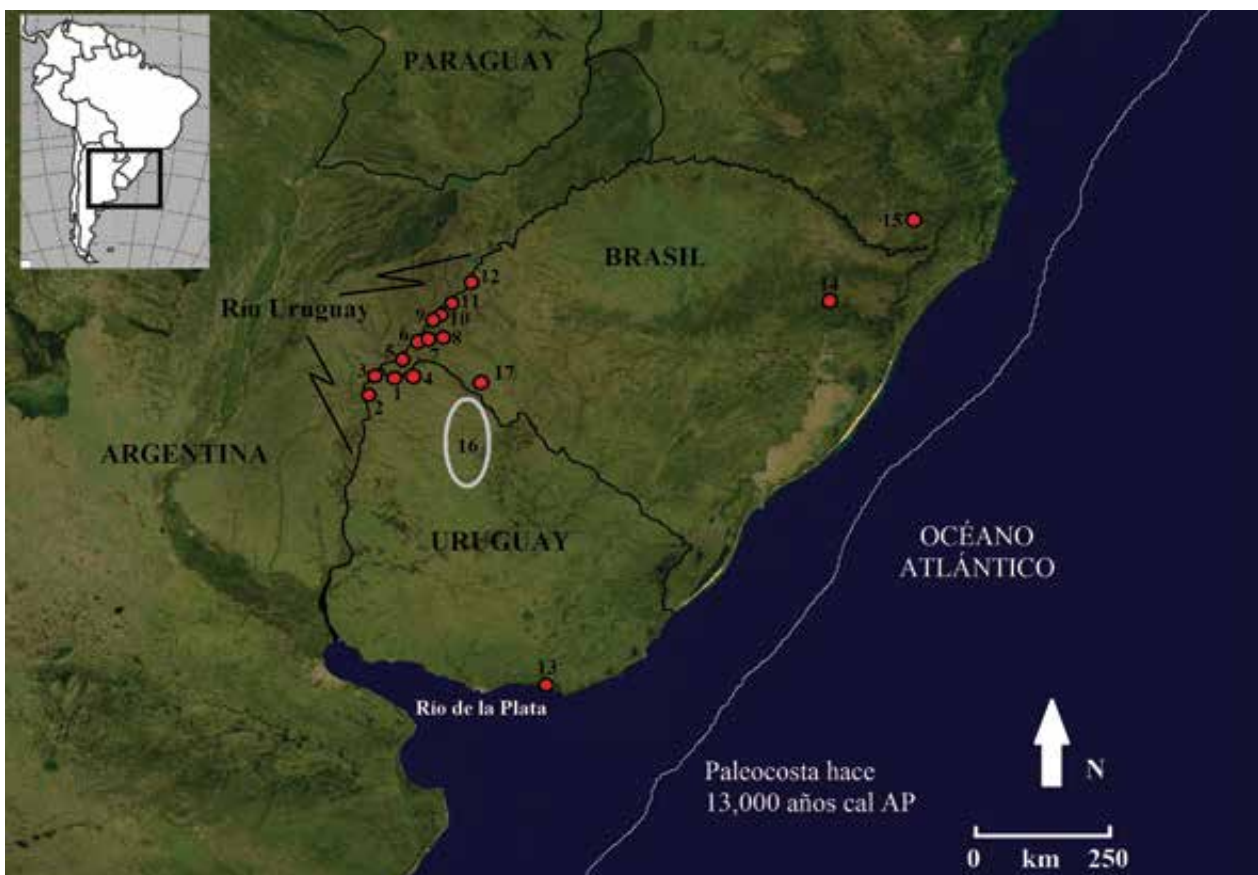 PARAGUAY
BRASIL
15
14
12
Río Uruguay
11
9
10
6
8
5
7
3
17
1
4
2
16
ARGENTINA
URUGUAY
OCÉANO
ATLÁNTICO
13
Río de la Plata
Paleocosta hace
13,000 años cal AP
N
0 km 250